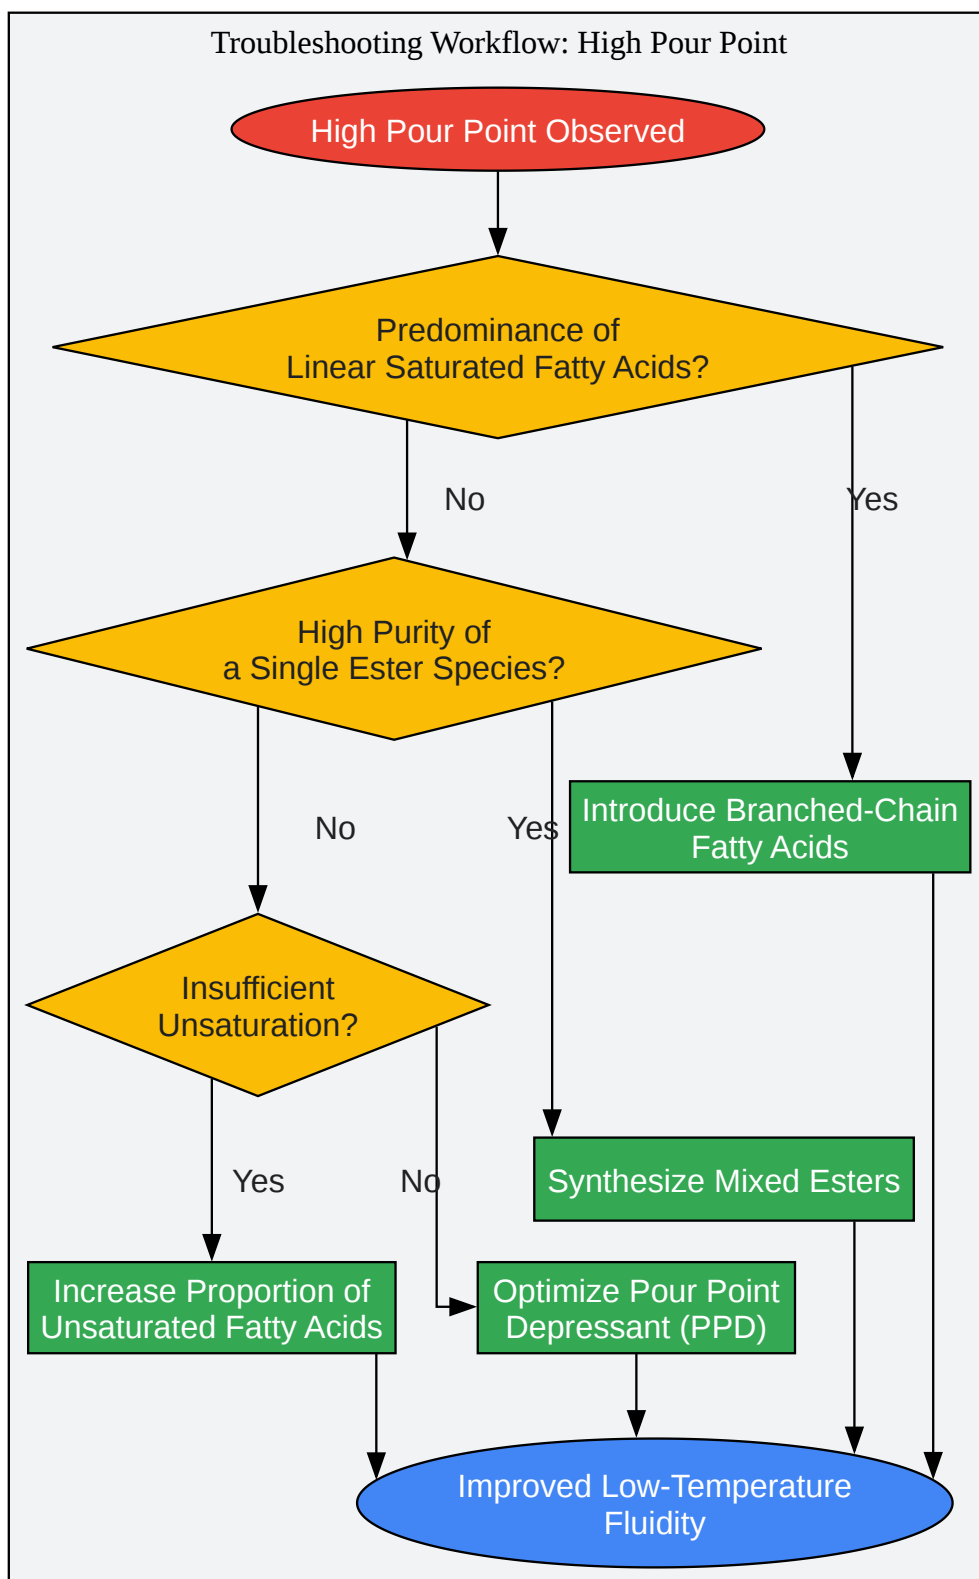 Troubleshooting Workflow: High Pour Point
High Pour Point Observed
Predominance of
Linear Saturated Fatty Acids?
No
Yes
High Purity of
a Single Ester Species?
Introduce Branched-Chain
Fatty Acids
No
Yes
Insufficient
Unsaturation?
Yes
No
Synthesize Mixed Esters
Increase Proportion of
Unsaturated Fatty Acids
Optimize Pour Point
Depressant (PPD)
Improved Low-Temperature
Fluidity